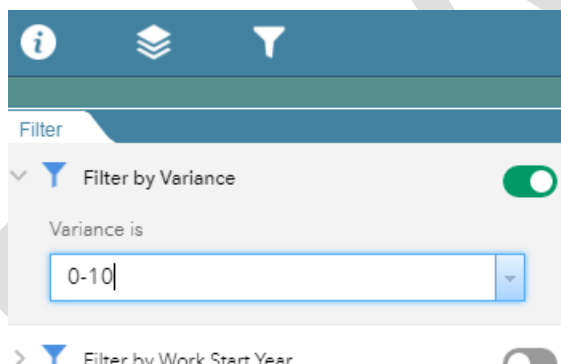 Filter
Filter by Variance
Variance is
0-10
Filter by Work Start Year